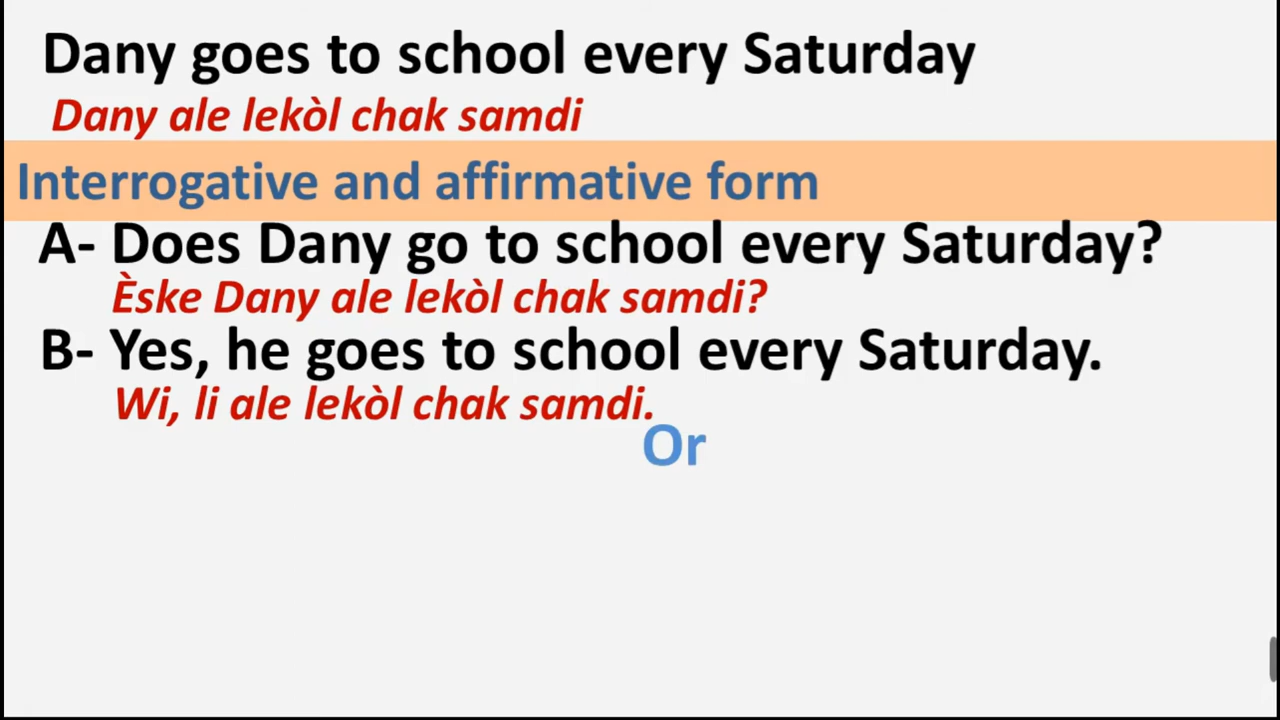 Dany goes to school every Saturday
Dany ale lekòl chak samdi
Interrogative and affirmative form
A- Does Dany go to school every Saturday?
Èske Dany ale lekòl chak samdi?
B- Yes, he goes to school every Saturday.
Wi, li ale lekòl chak samdi.
Or